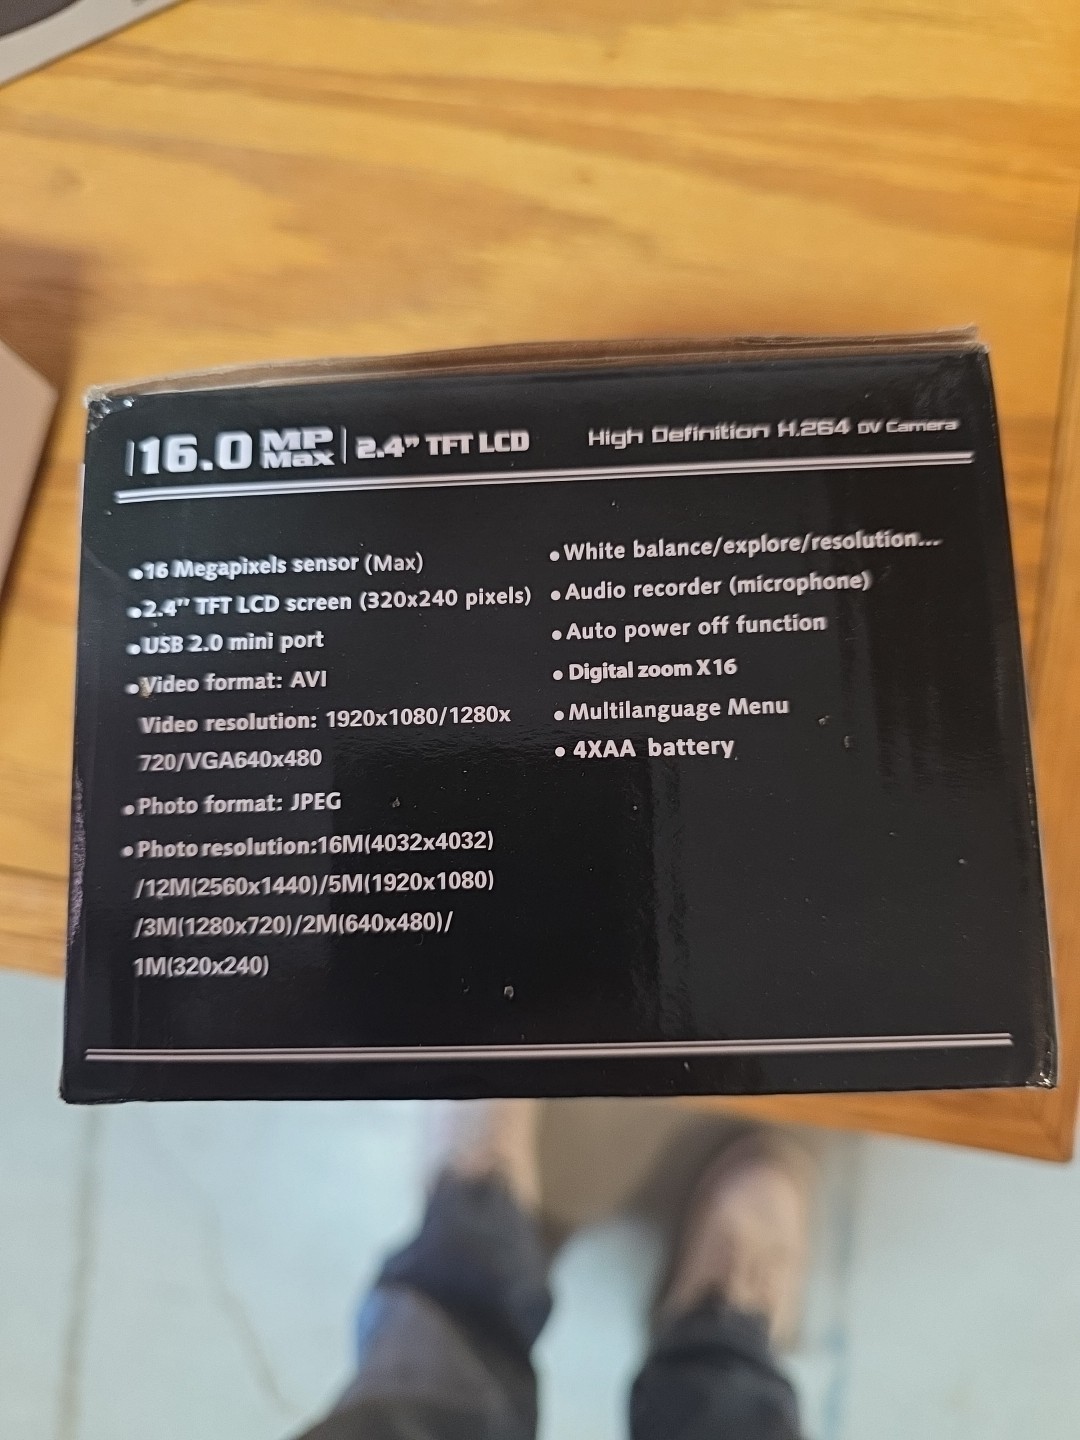 16.0 MP Max 2.4" TFT LCD
High Definition H.264 DV Camera
•16 Megapixels sensor (Max)
•2.4" TFT LCD screen (320x240 pixels)
•USB 2.0 mini port
•Video format: AVI
Video resolution: 1920x1080/1280x
720/VGA640x480
•Photo format: JPEG
•Photo resolution:16M(4032x4032)
/12M(2560x1440)/5M(1920x1080)
/3M(1280x720)/2M(640x480)/
1M(320x240)
•White balance/explore/resolution...
•Audio recorder (microphone)
•Auto power off function
•Digital zoom X16
•Multilanguage Menu
•4XAA battery